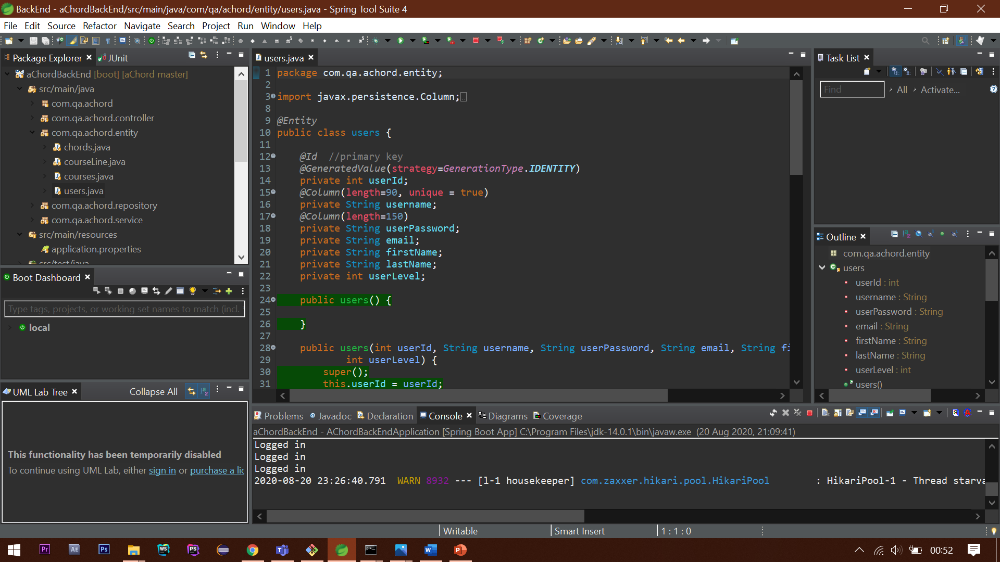 BackEnd - aChordBackEnd/src/main/java/com/qa/achord/entity/users.java - Spring Tool Suite 4
File Edit Source Refactor Navigate Search Project Run Window Help
Package Explorer
JUnit
aChordBackEnd [boot] [aChord master]
src/main/java
com.qa.achord
com.qa.achord.controller
com.qa.achord.entity
chords.java
courseLine.java
courses.java
users.java
com.qa.achord.repository
com.qa.achord.service
src/main/resources
application.properties
src/test/java
Boot Dashboard
Type tags, projects, or working set names to match (incl.
local
UML Lab Tree
Collapse All
This functionality has been temporarily disabled
To continue using UML Lab, either sign in or purchase a lic
users.java
1 package com.qa.achord.entity;
2
3 import javax.persistence.Column;
8
9 @Entity
10 public class users {
11
12 @Id //primary key
13 @GeneratedValue(strategy=GenerationType.IDENTITY)
14 private int userId;
15 @Column(length=90, unique = true)
16 private String username;
17 @Column(length=150)
18 private String userPassword;
19 private String email;
20 private String firstName;
21 private String lastName;
22 private int userLevel;
23
24 public users() {
25
26 }
27
28 public users(int userId, String username, String userPassword, String email, String fi
29 int userLevel) {
30 super();
31 this.userId = userId;
Task List
Find
All
Activate...
Outline
com.qa.achord.entity
users
userId : int
username : String
userPassword : String
email : String
firstName : String
lastName : String
userLevel : int
users()
Problems
Javadoc
Declaration
Console
Diagrams
Coverage
aChordBackEnd - AChordBackEndApplication [Spring Boot App] C:\Program Files\jdk-14.0.1\bin\javaw.exe (20 Aug 2020, 21:09:41)
Logged in
Logged in
Logged in
2020-08-20 23:26:40.791 WARN 8932 --- [l-1 housekeeper] com.zaxxer.hikari.pool.HikariPool : HikariPool-1 - Thread starva
Writable
Smart Insert
1 : 1 : 0
Pr
Ae
Ps
WS
PS
00:52